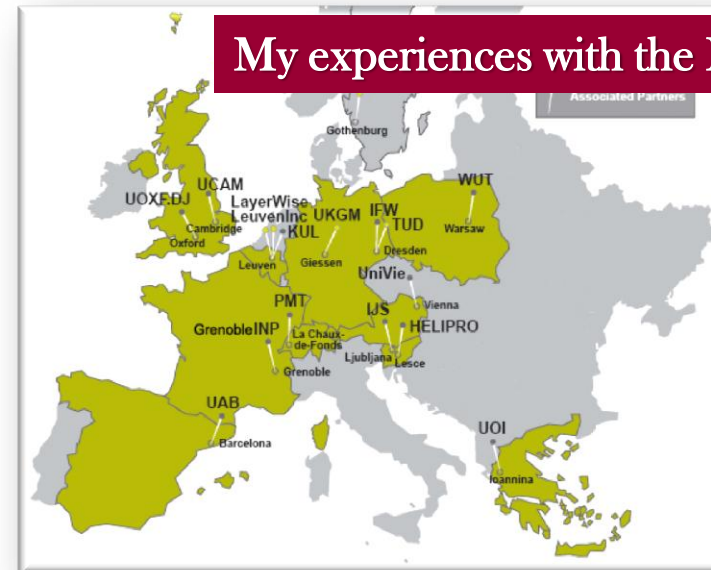 My experiences with the
Associated Partners
Gothenburg
WUT
UCAM
UOXF.DJ
LayerWise
LeuvenInc
UKGM
IFW
TUD
KUL
Cambridge
Oxford
Warsaw
Leuven
Giessen
Dresden
UniVie
Vienna
PMT
IJS
HELIPRO
GrenobleINP
La Chaux-
de-Fonds
Ljubljana
Lesce
Grenoble
UAB
Barcelona
UOI
Ioannina